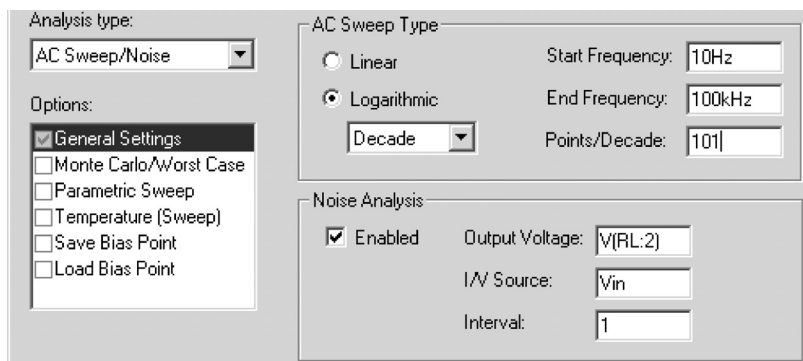 Analysis type:
AC Sweep/Noise
Options:
General Settings
Monte Carlo/Worst Case
Parametric Sweep
Temperature (Sweep)
Save Bias Point
Load Bias Point
AC Sweep Type
Linear
Logarithmic
Decade
Start Frequency: 10Hz
End Frequency: 100kHz
Points/Decade: 101
Noise Analysis
Enabled
Output Voltage: V(RL:2)
I/V Source: Vin
Interval: 1